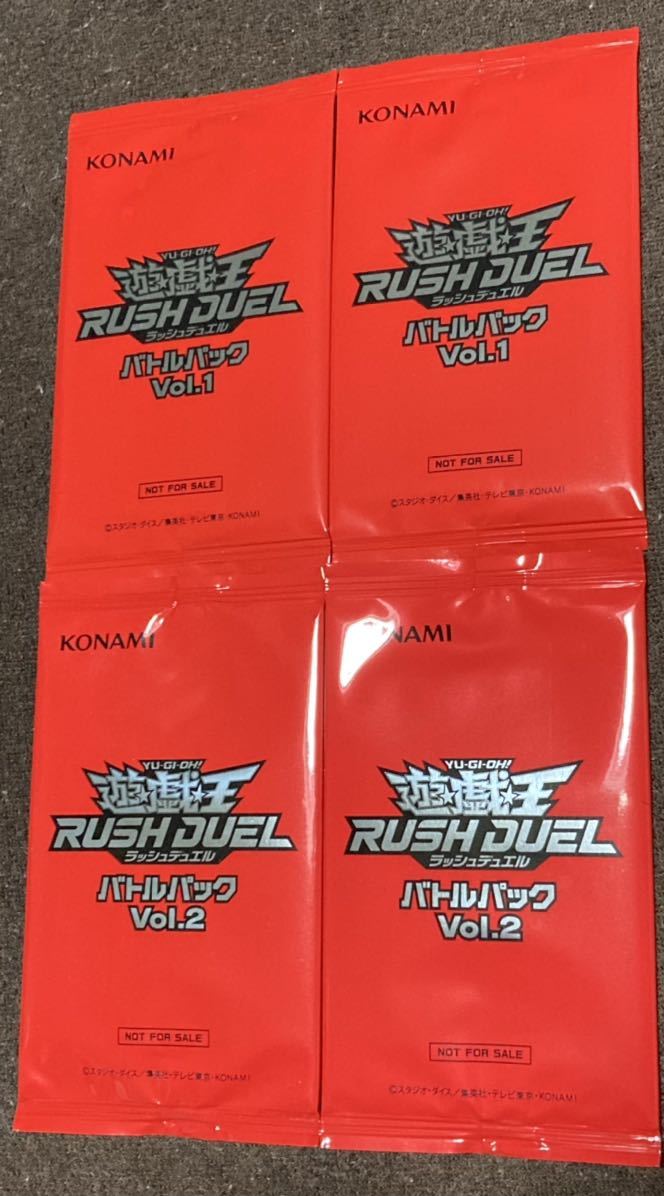 KONAMI
YU-GI-OH!
遊☆戯☆王
RUSH DUEL
ラッシュデュエル
バトルパック
Vol.1
NOT FOR SALE
©スタジオ・ダイス/集英社・テレビ東京・KONAMI
KONAMI
YU-GI-OH!
遊☆戯☆王
RUSH DUEL
ラッシュデュエル
バトルパック
Vol.1
NOT FOR SALE
©スタジオ・ダイス/集英社・テレビ東京・KONAMI
KONAMI
YU-GI-OH!
遊☆戯☆王
RUSH DUEL
ラッシュデュエル
バトルパック
Vol.2
NOT FOR SALE
©スタジオ・ダイス/集英社・テレビ東京・KONAMI
KONAMI
YU-GI-OH!
遊☆戯☆王
RUSH DUEL
ラッシュデュエル
バトルパック
Vol.2
NOT FOR SALE
©スタジオ・ダイス/集英社・テレビ東京・KONAMI